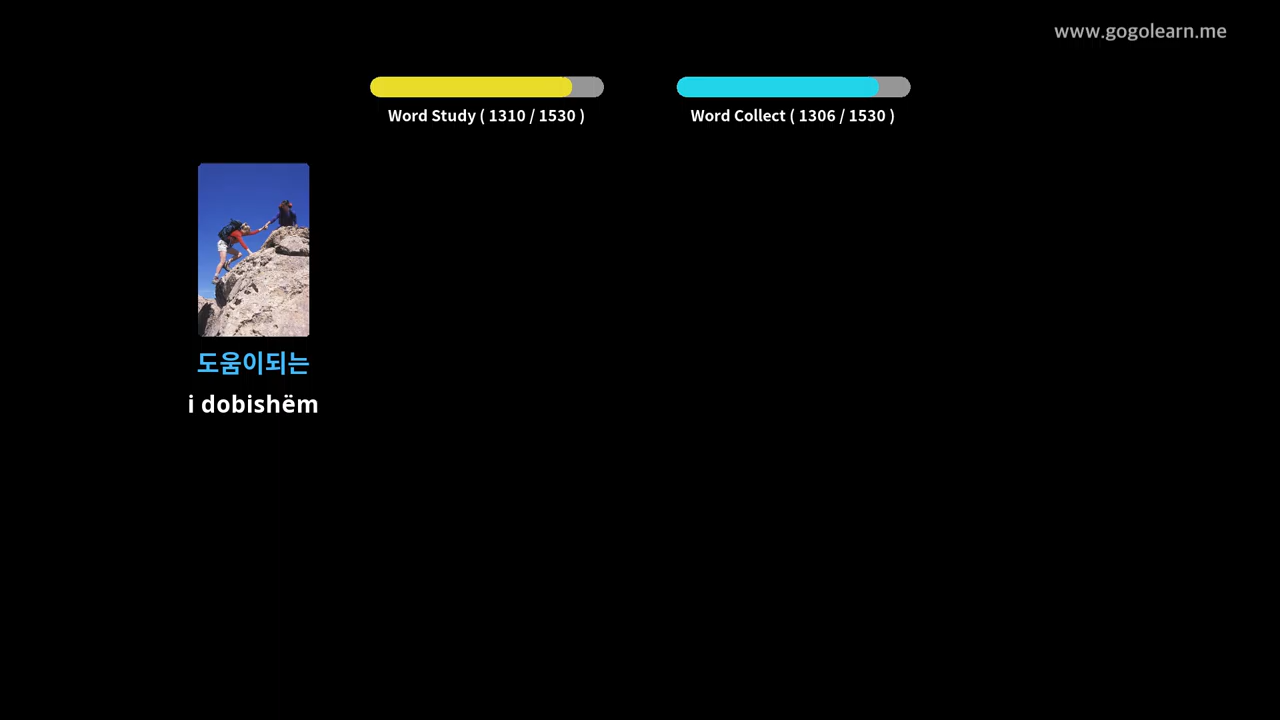 www.gogolearn.me
Word Study ( 1310 / 1530 )
Word Collect ( 1306 / 1530 )
도움이되는
i dobishëm